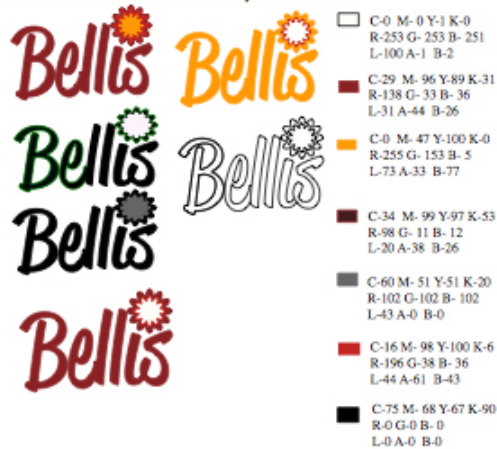 Bellis
Bellis
Bellis
Bellis
Bellis
Bellis
C-0 M- 0 Y-1 K-0
R-253 G- 253 B- 251
L-100 A-1 B-2
C-29 M- 96 Y-89 K-31
R-138 G- 33 B- 36
L-31 A-44 B-26
C-0 M- 47 Y-100 K-0
R-255 G- 153 B- 5
L-73 A-33 B-77
C-34 M- 99 Y-97 K-53
R-98 G- 11 B- 12
L-20 A-38 B-26
C-60 M- 51 Y-51 K-20
R-102 G-102 B- 102
L-43 A-0 B-0
C-16 M- 98 Y-100 K-6
R-196 G-38 B- 36
L-44 A-61 B-43
C-75 M- 68 Y-67 K-90
R-0 G-0 B- 0
L-0 A-0 B-0